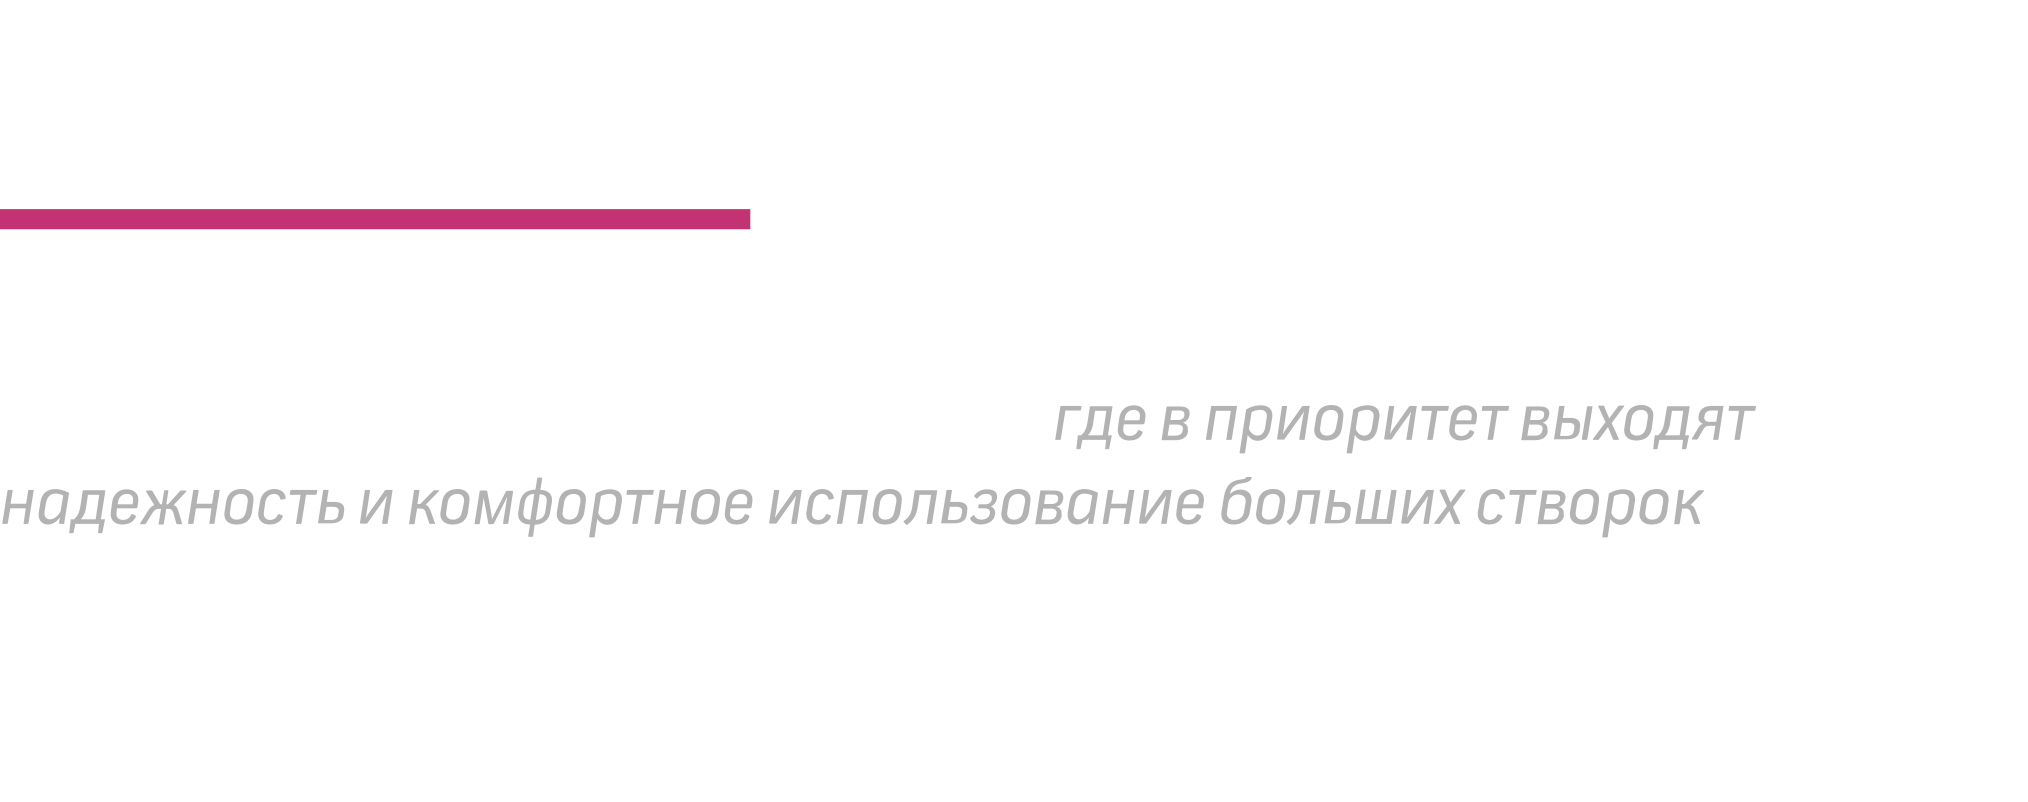 где в приоритет выходят
надежность и комфортное использование больших створок